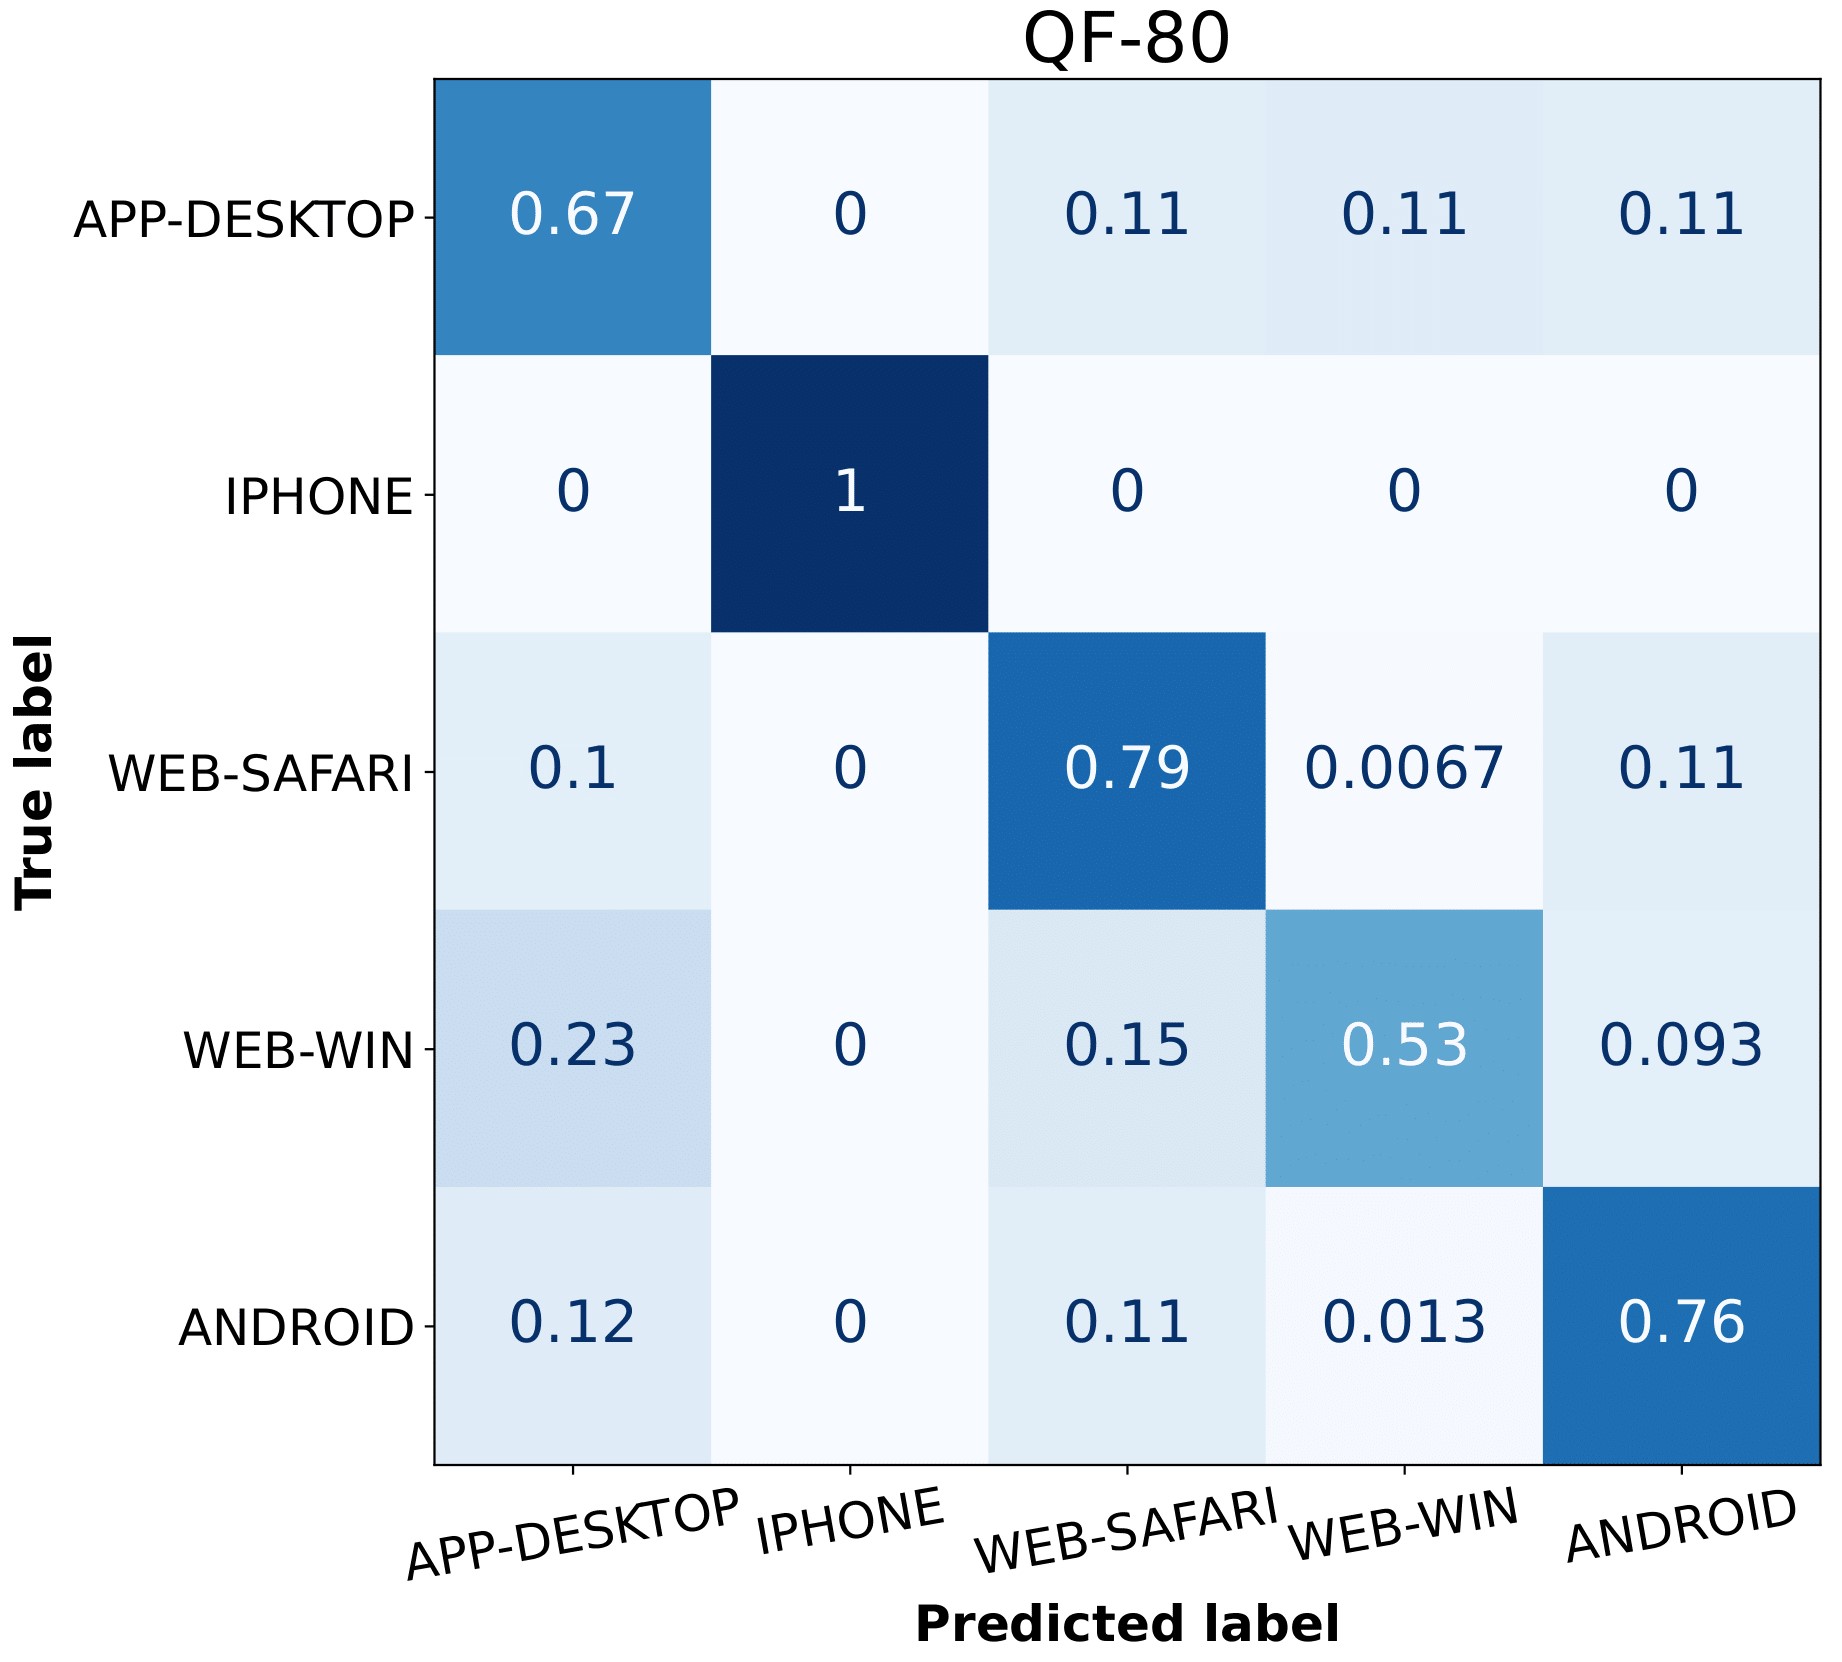 QF-80
APP-DESKTOP 0.67 0 0.11 0.11 0.11
IPHONE 0 1 0 0 0
WEB-SAFARI 0.1 0 0.79 0.0067 0.11
WEB-WIN 0.23 0 0.15 0.53 0.093
ANDROID 0.12 0 0.11 0.013 0.76
True label
APP-DESKTOP IPHONE WEB-SAFARI WEB-WIN ANDROID
Predicted label